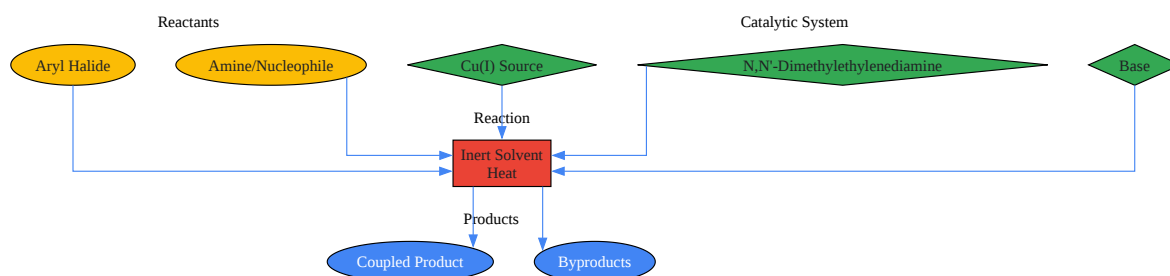 Reactants
Catalytic System
Aryl Halide
Amine/Nucleophile
Cu(I) Source
N,N'-Dimethylethylenediamine
Base
Reaction
Inert Solvent
Heat
Products
Coupled Product
Byproducts